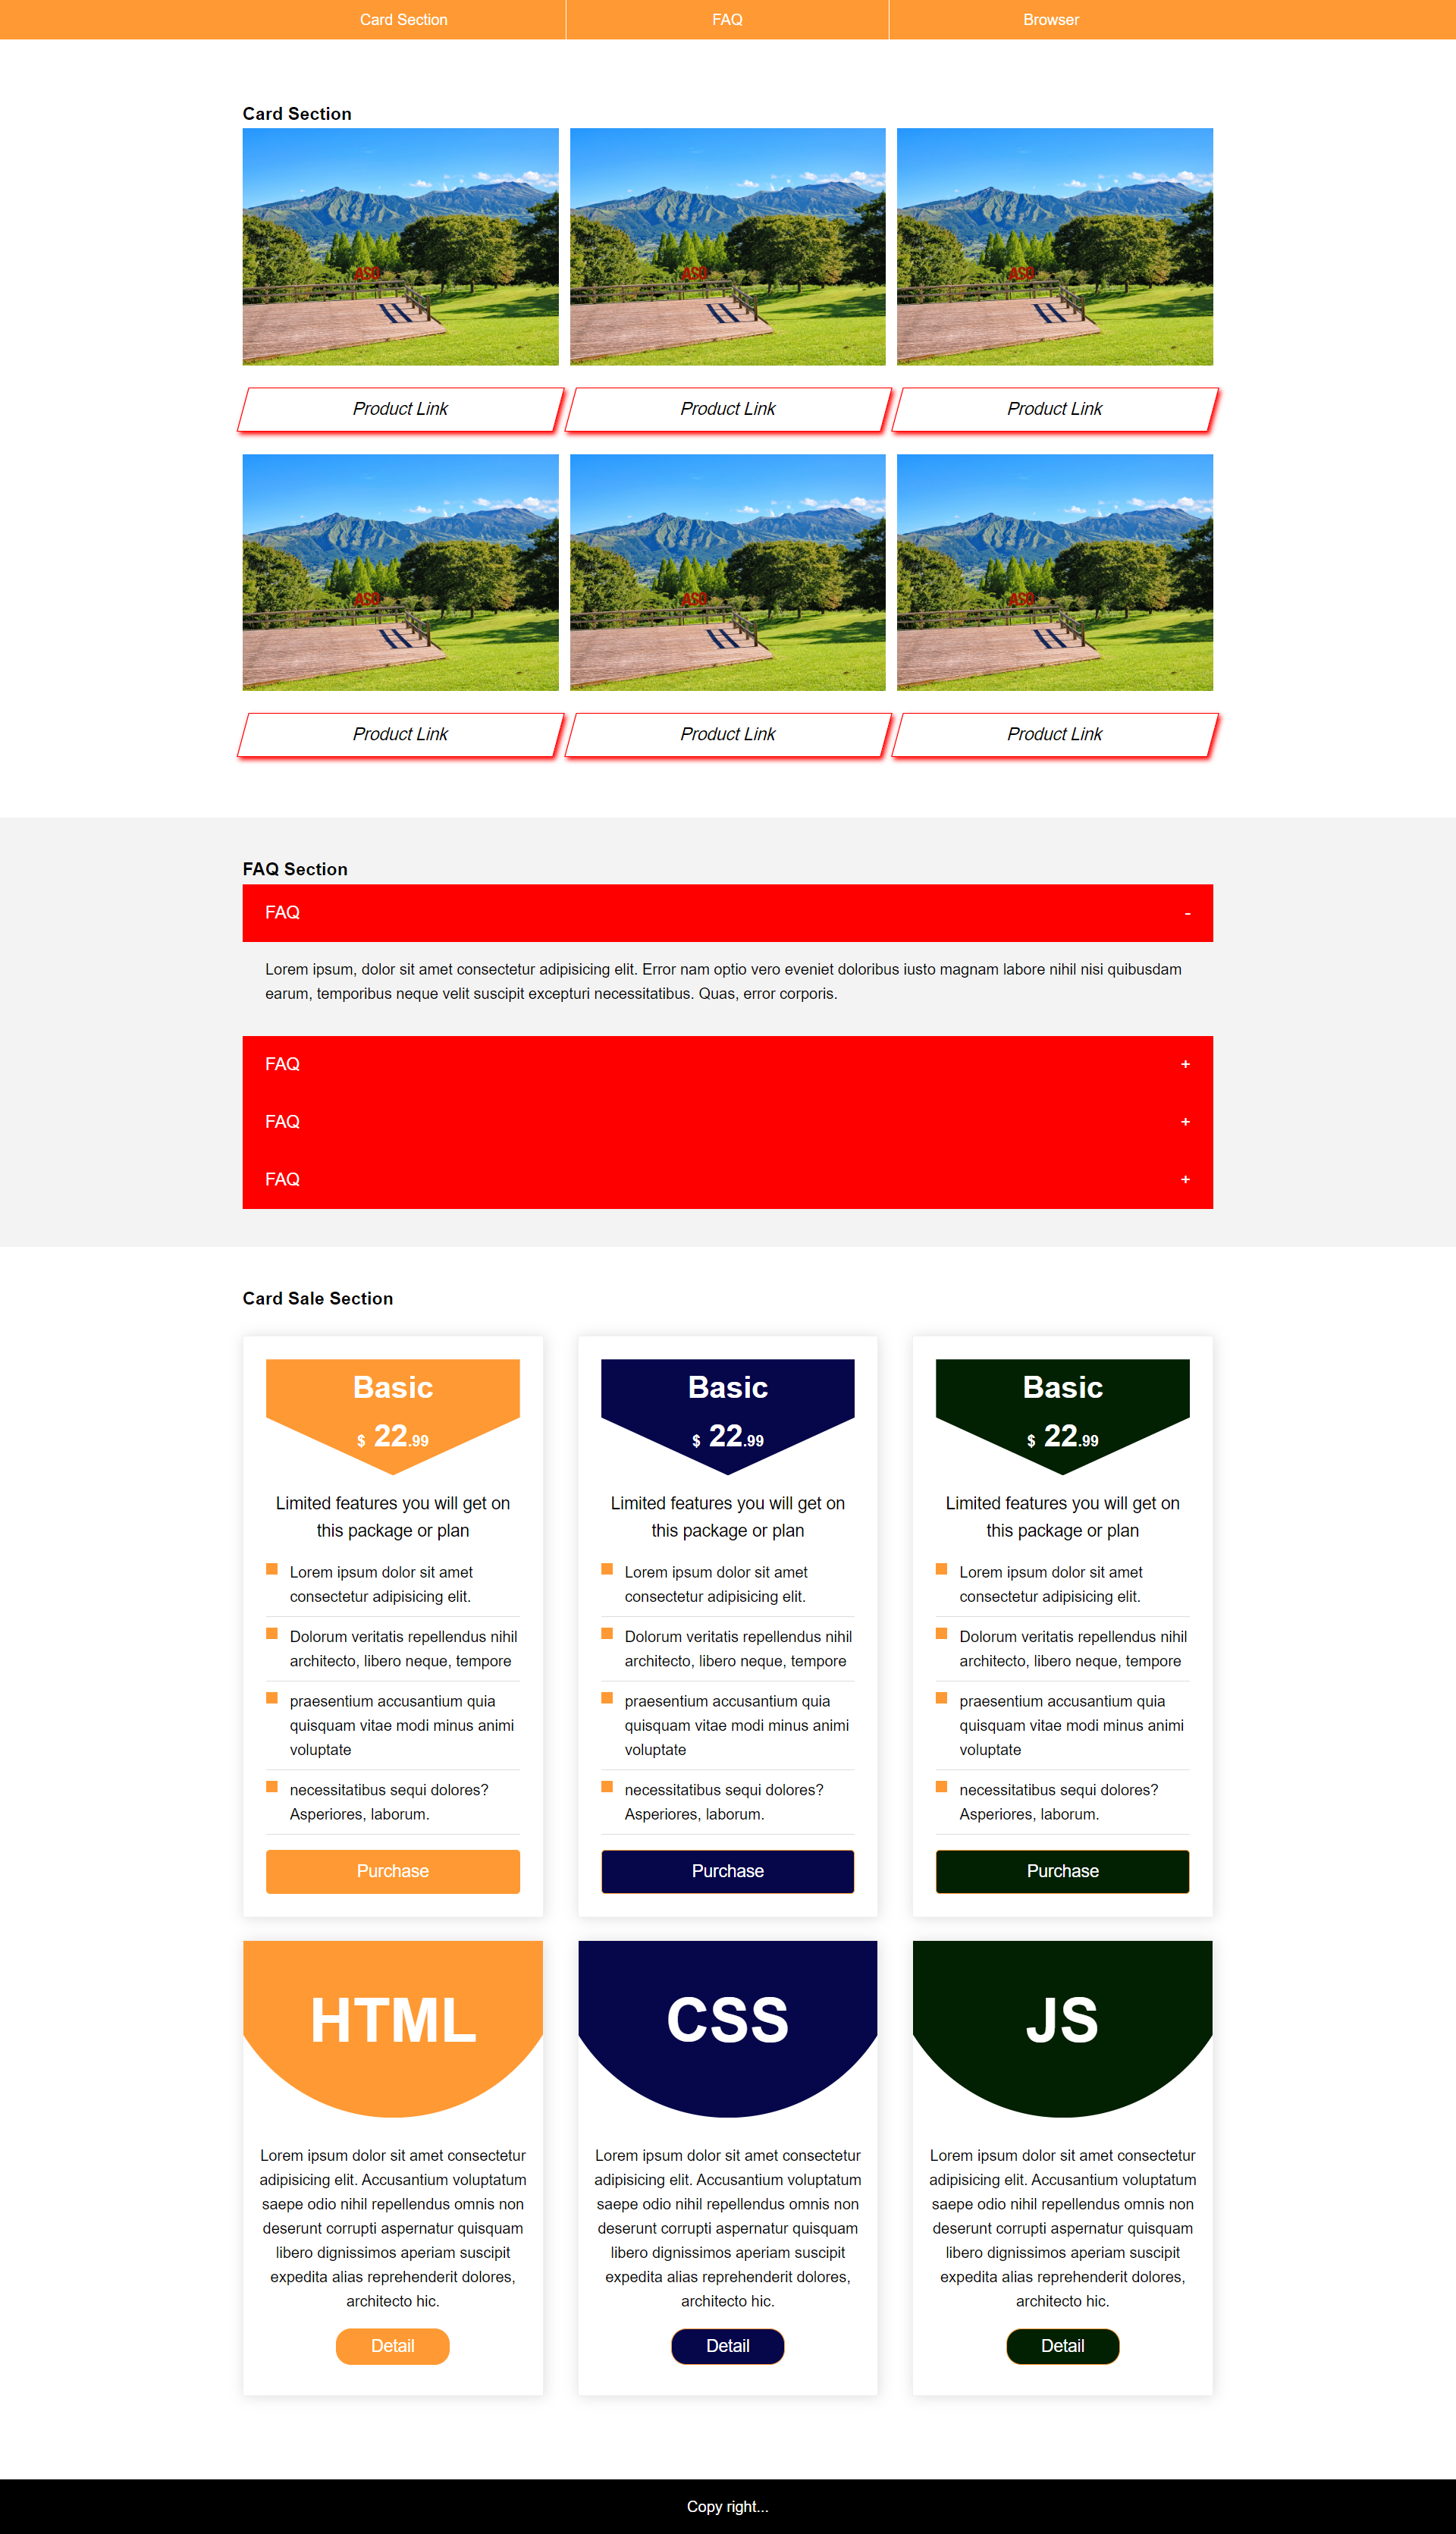 Card Section
FAQ
Browser
Card Section
ASO
ASO
ASO
Product Link
Product Link
Product Link
ASO
ASO
ASO
Product Link
Product Link
Product Link
FAQ Section
FAQ -
Lorem ipsum, dolor sit amet consectetur adipisicing elit. Error nam optio vero eveniet doloribus iusto magnam labore nihil nisi quibusdam
earum, temporibus neque velit suscipit excepturi necessitatibus. Quas, error corporis.
FAQ +
FAQ +
FAQ +
Card Sale Section
Basic
$ 22.99
Limited features you will get on
this package or plan
Lorem ipsum dolor sit amet
consectetur adipisicing elit.
Dolorum veritatis repellendus nihil
architecto, libero neque, tempore
praesentium accusantium quia
quisquam vitae modi minus animi
voluptate
necessitatibus sequi dolores?
Asperiores, laborum.
Purchase
Basic
$ 22.99
Limited features you will get on
this package or plan
Lorem ipsum dolor sit amet
consectetur adipisicing elit.
Dolorum veritatis repellendus nihil
architecto, libero neque, tempore
praesentium accusantium quia
quisquam vitae modi minus animi
voluptate
necessitatibus sequi dolores?
Asperiores, laborum.
Purchase
Basic
$ 22.99
Limited features you will get on
this package or plan
Lorem ipsum dolor sit amet
consectetur adipisicing elit.
Dolorum veritatis repellendus nihil
architecto, libero neque, tempore
praesentium accusantium quia
quisquam vitae modi minus animi
voluptate
necessitatibus sequi dolores?
Asperiores, laborum.
Purchase
HTML
Lorem ipsum dolor sit amet consectetur
adipisicing elit. Accusantium voluptatum
saepe odio nihil repellendus omnis non
deserunt corrupti aspernatur quisquam
libero dignissimos aperiam suscipit
expedita alias reprehenderit dolores,
architecto hic.
Detail
CSS
Lorem ipsum dolor sit amet consectetur
adipisicing elit. Accusantium voluptatum
saepe odio nihil repellendus omnis non
deserunt corrupti aspernatur quisquam
libero dignissimos aperiam suscipit
expedita alias reprehenderit dolores,
architecto hic.
Detail
JS
Lorem ipsum dolor sit amet consectetur
adipisicing elit. Accusantium voluptatum
saepe odio nihil repellendus omnis non
deserunt corrupti aspernatur quisquam
libero dignissimos aperiam suscipit
expedita alias reprehenderit dolores,
architecto hic.
Detail
Copy right...